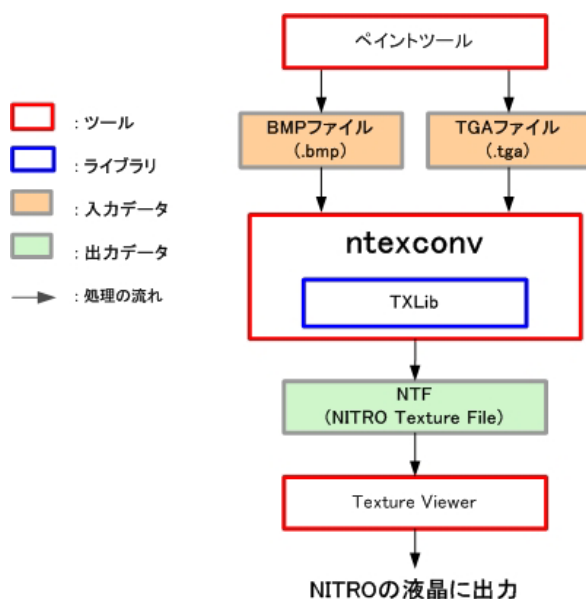 ペイントツール
BMPファイル
(.bmp)
TGAファイル
(.tga)
: ツール
: ライブラリ
: 入力データ
: 出力データ
: 処理の流れ
ntexconv
TXLib
NTF
(NITRO Texture File)
Texture Viewer
NITROの液晶に出力